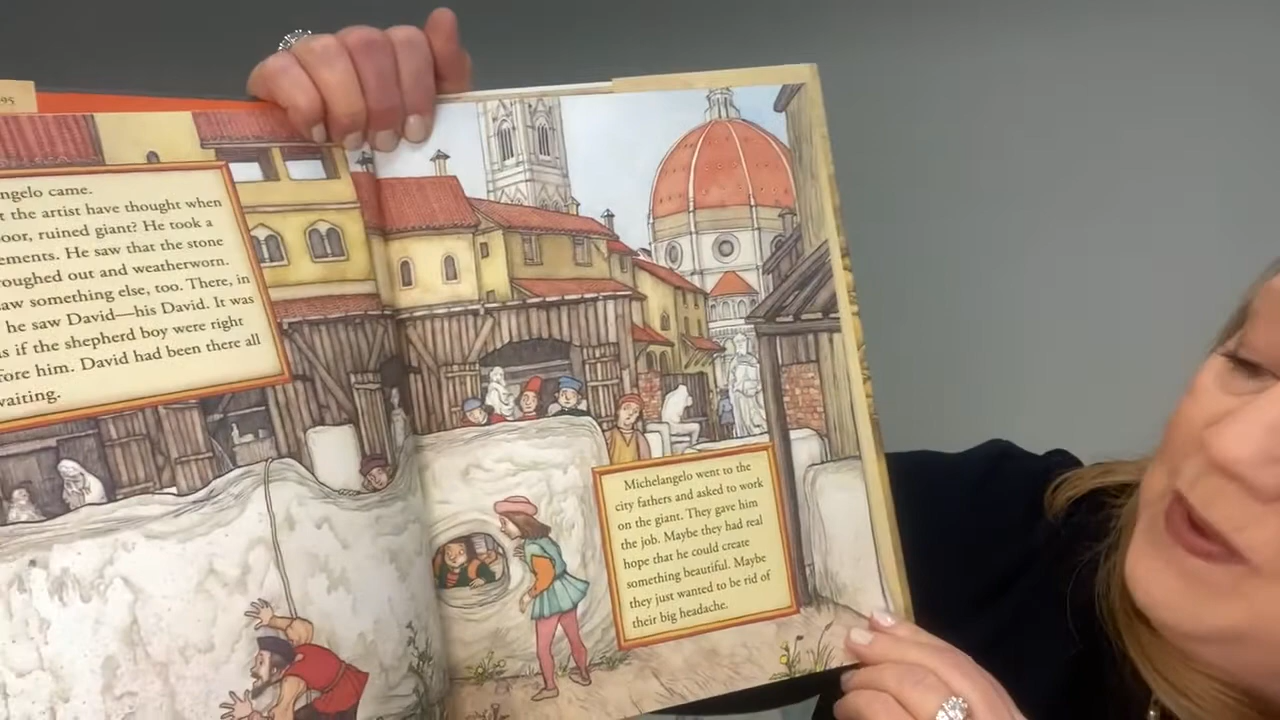 95
ngelo came.
t the artist have thought when
oor, ruined giant? He took a
ements. He saw that the stone
roughed out and weatherworn.
aw something else, too. There, in
he saw David—his David. It was
s if the shepherd boy were right
fore him. David had been there all
waiting.
Michelangelo went to the
city fathers and asked to work
on the giant. They gave him
the job. Maybe they had real
hope that he could create
something beautiful. Maybe
they just wanted to be rid of
their big headache.